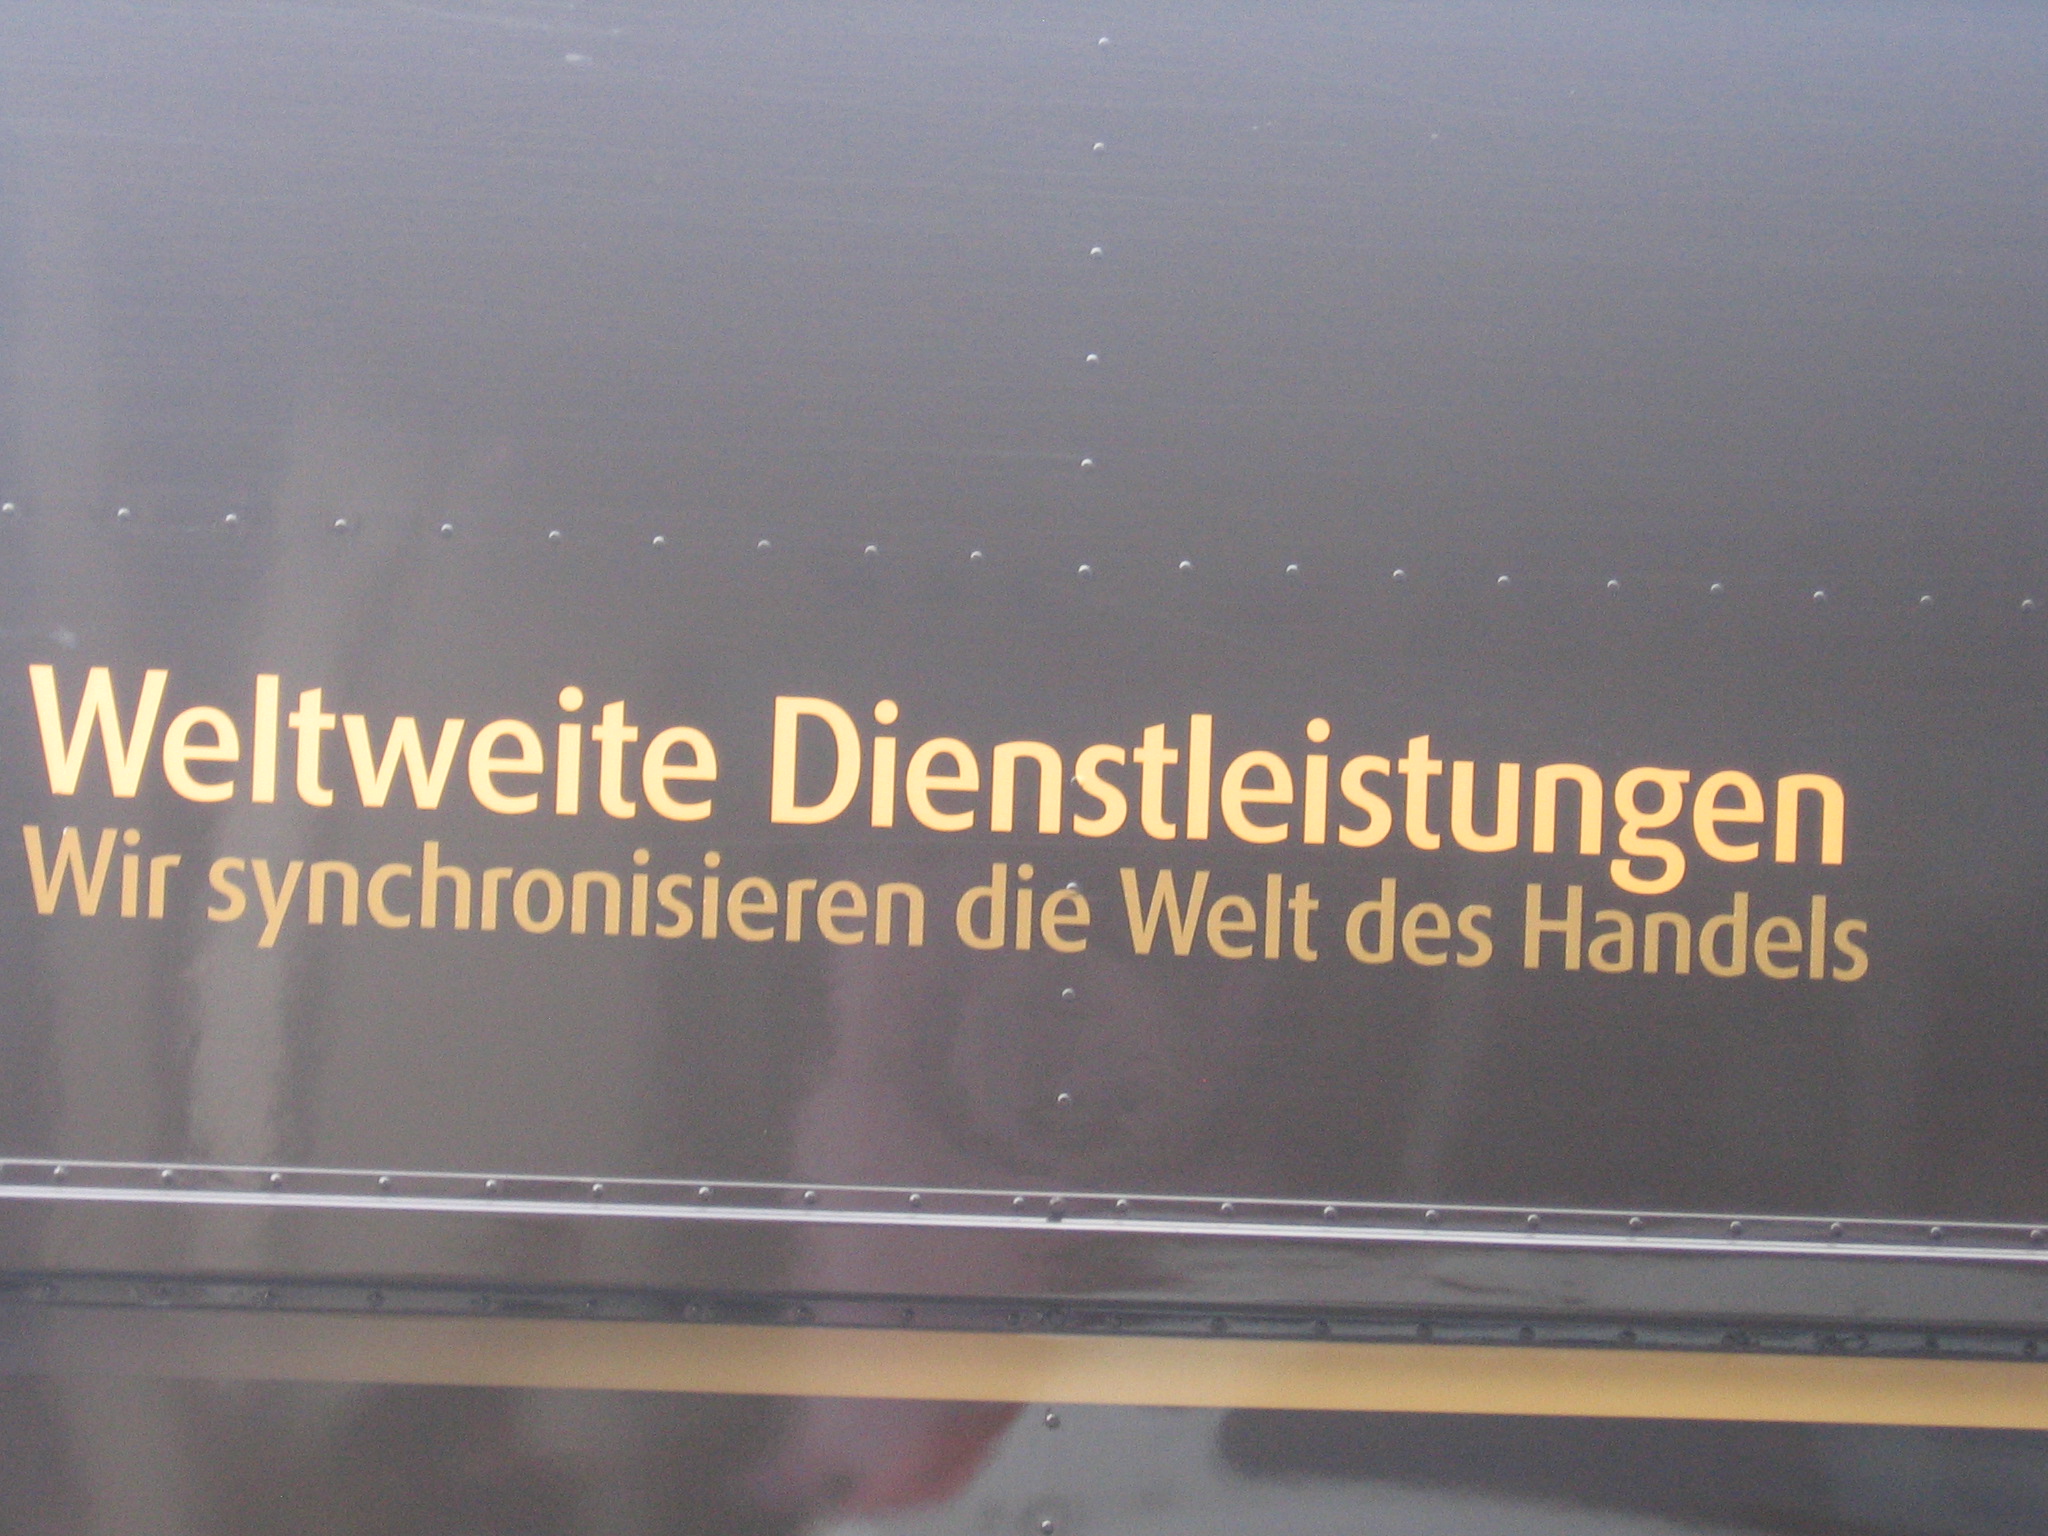 Weltweite Dienstleistungen
Wir synchronisieren die Welt des Handels